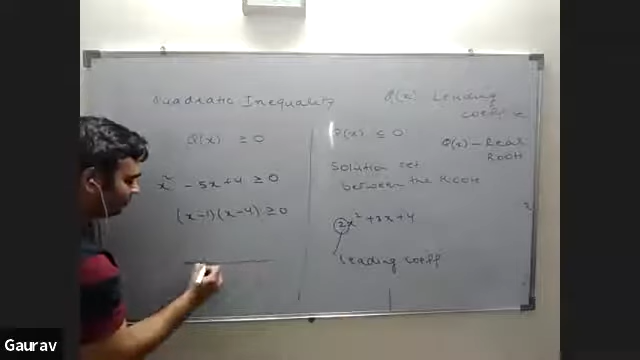 Quadratic Inequality
Q(x) ≥ 0
x² - 5x + 4 ≥ 0
(x-1)(x-4) ≥ 0
Q(x) Leading
coeff
Q(x) - Real
Root
Q(x) ≤ 0
Solution set
between the Root
2x² + 3x + 4
Leading coeff
Gaurav